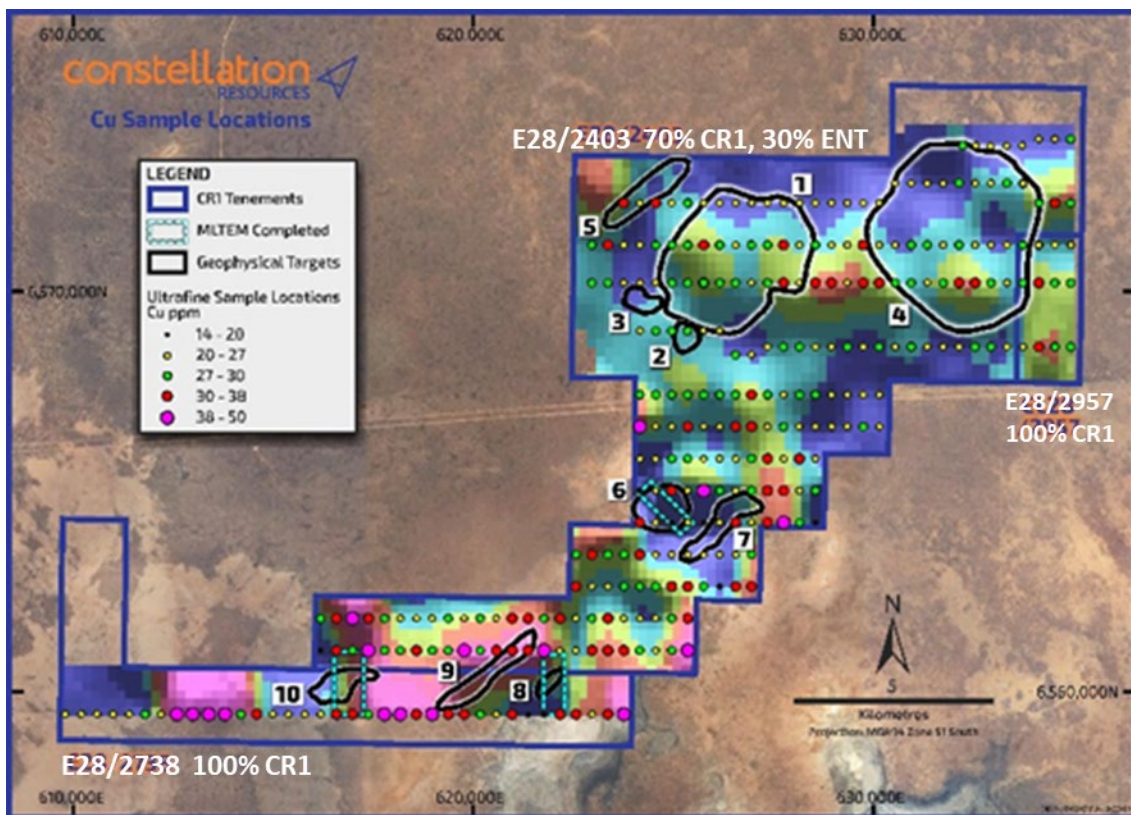 610,000E 620,000E 630,000E
constellation
RESOURCES
Cu Sample Locations
E28/2403 70% CR1, 30% ENT
LEGEND
CR1 Tenements
MLTEM Completed
Geophysical Targets
Ultrafine Sample Locations
Cu ppm
14 - 20
20 - 27
27 - 30
30 - 38
38 - 50
1
5
6,570,000N
3
4
2
E28/2957
100% CR1
6
7
N
9
8
10
S
6,560,000N
Kilometres
Projection: MGA94 Zone 51 South
E28/2738 100% CR1
610,000E 620,000E 630,000E